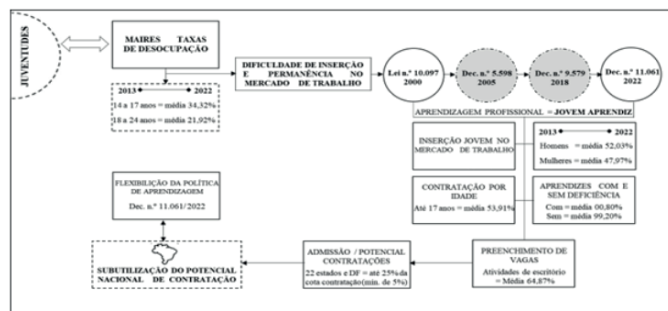 JUVENTUDES
MAIRES TAXAS
DE DESOCUPAÇÃO
2013 2022
14 a 17 anos = média 34,32%
18 a 24 anos = média 21,92%
DIFICULDADE DE INSERÇÃO
E PERMANÊNCIA NO
MERCADO DE TRABALHO
Lei n.º 10.097
2000
Dec. n.º 5.598
2005
Dec. n.º 9.579
2018
Dec. n.º 11.061
2022
APRENDIZAGEM PROFISSIONAL = JOVEM APRENDIZ
INSERÇÃO JOVEM NO
MERCADO DE TRABALHO
2013 2022
Homens = média 52,03%
Mulheres = média 47,97%
CONTRATAÇÃO POR
IDADE
Até 17 anos = média 53,91%
APRENDIZES COM E
SEM DEFICIÊNCIA
Com = média 00,80%
Sem = média 99,20%
PREENCHIMENTO DE
VAGAS
Atividades de escritório =
Média 64,87%
ADMISSÃO / POTENCIAL
CONTRATAÇÕES
22 estados e DF = até 25% da
cota contratação (min. de 5%)
FLEXIBILIÇÃO DA POLÍTICA
DE APRENDIZAGEM
Dec. n.º 11.061/2022
SUBUTILIZAÇÃO DO POTENCIAL
NACIONAL DE CONTRATAÇÃO